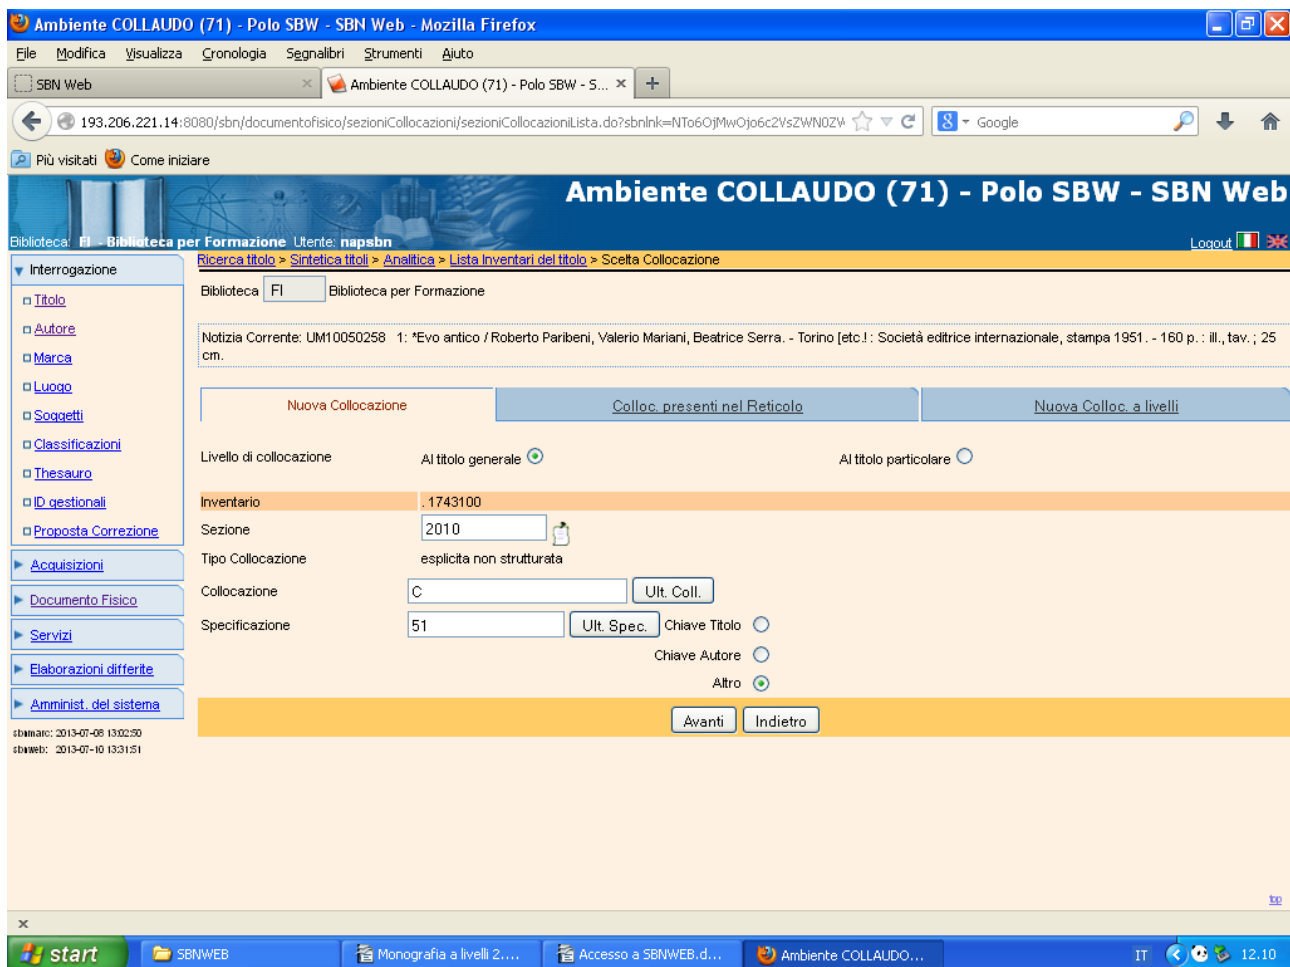 Ambiente COLLAUDO (71) - Polo SBW - SBN Web - Mozilla Firefox
File Modifica Visualizza Cronologia Segnalibri Strumenti Aiuto
SBN Web
Ambiente COLLAUDO (71) - Polo SBW - S...
193.206.221.14:8080/sbn/documentofisico/sezioniCollocazioni/sezioniCollocazioniLista.do?sbnlnk=NTo6OjMwOjo6c2VsZWN0ZW
8 Google
Più visitati Come iniziare
Ambiente COLLAUDO (71) - Polo SBW - SBN Web
Biblioteca: FI - Biblioteca per Formazione Utente: napsbn
Logout
Ricerca titolo > Sintetica titoli > Analitica > Lista Inventari del titolo > Scelta Collocazione
Interrogazione
Titolo
Autore
Marca
Luogo
Soggetti
Classificazioni
Thesauro
ID gestionali
Proposta Correzione
Acquisizioni
Documento Fisico
Servizi
Elaborazioni differite
Amminist. del sistema
sbnmarc: 2013-07-08 13:02:50
sbnweb: 2013-07-10 13:31:51
Biblioteca FI Biblioteca per Formazione
Notizia Corrente: UM10050258 1: *Evo antico / Roberto Paribeni, Valerio Mariani, Beatrice Serra. - Torino [etc.! : Società editrice internazionale, stampa 1951. - 160 p. : ill., tav. ; 25
cm.
Nuova Collocazione
Colloc. presenti nel Reticolo
Nuova Colloc. a livelli
Livello di collocazione Al titolo generale Al titolo particolare
Inventario . 1743100
Sezione 2010
Tipo Collocazione esplicita non strutturata
Collocazione C Ult. Coll.
Specificazione 51 Ult. Spec. Chiave Titolo
Chiave Autore
Altro
Avanti Indietro
top
x
start SBNWEB Monografia a livelli 2.... Accesso a SBNWEB.d... Ambiente COLLAUDO... IT 12.10